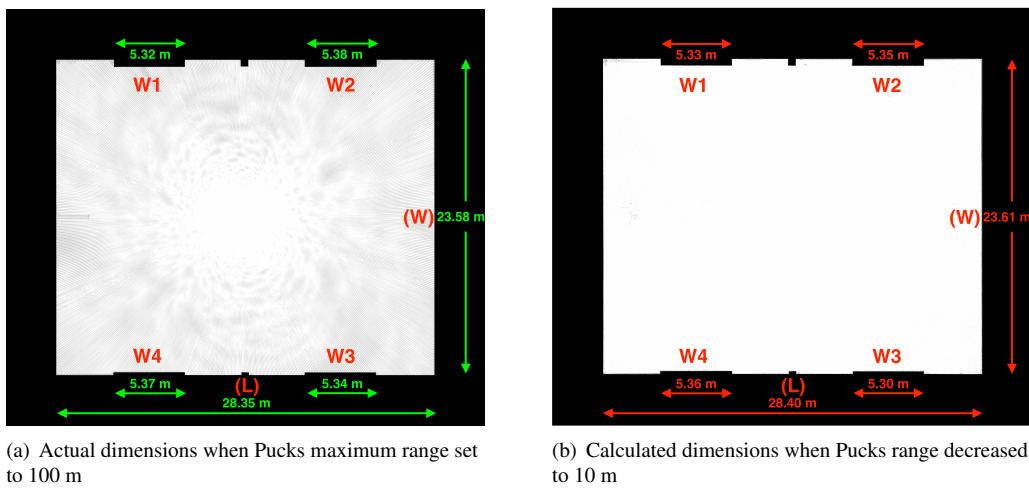 5.32 m
5.38 m
W1
W2
(W)
23.58 m
W4
W3
5.37 m
(L)
5.34 m
28.35 m
(a) Actual dimensions when Pucks maximum range set
to 100 m
5.33 m
5.35 m
W1
W2
(W)
23.61 m
W4
W3
5.36 m
(L)
5.30 m
28.40 m
(b) Calculated dimensions when Pucks range decreased
to 10 m